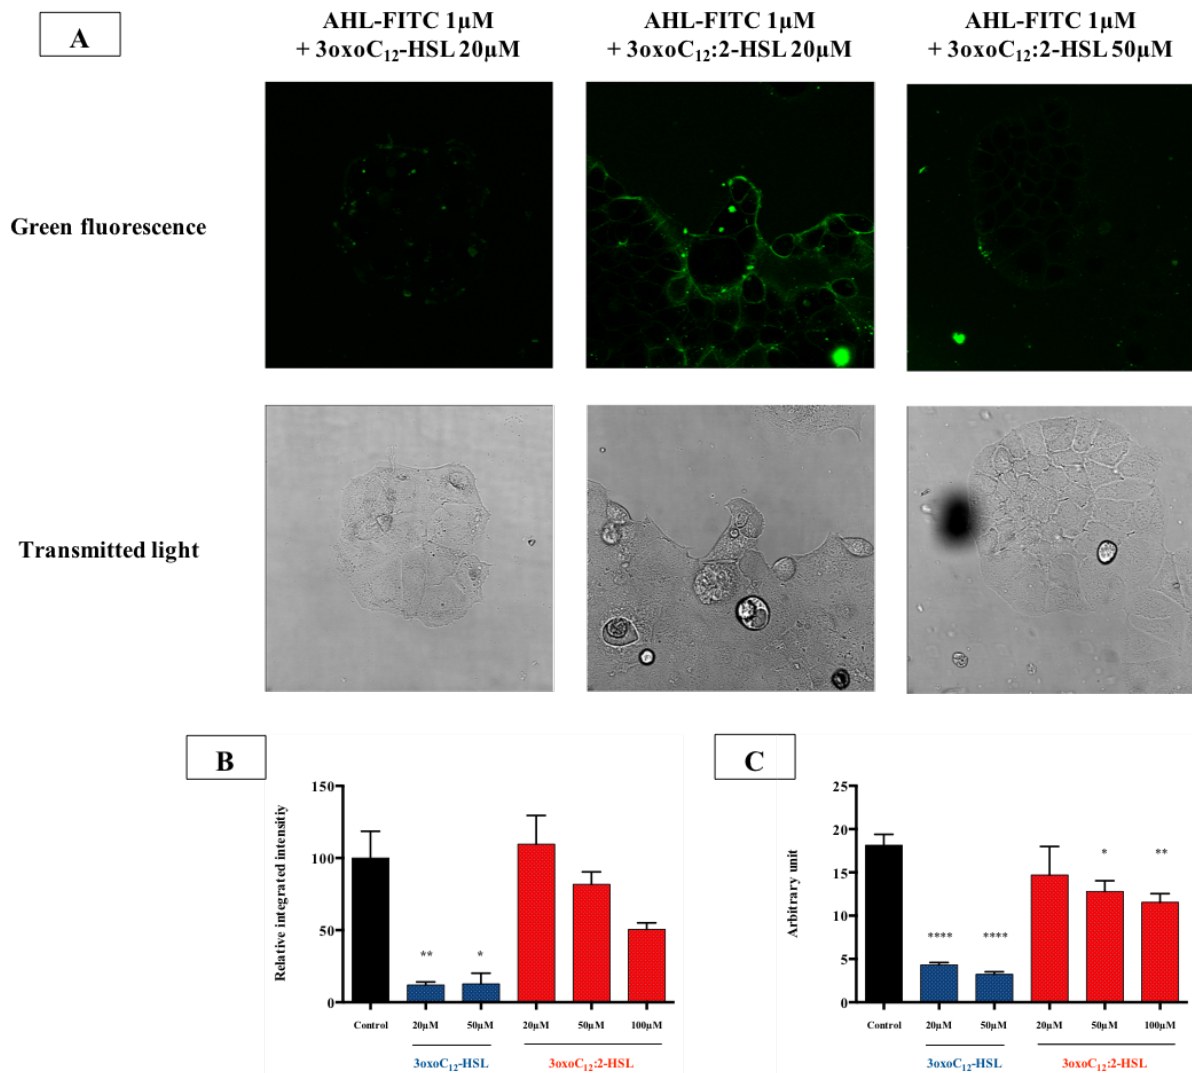 A
AHL-FITC 1µM
+ 3oxoC₁₂-HSL 20µM
AHL-FITC 1µM
+ 3oxoC₁₂:2-HSL 20µM
AHL-FITC 1µM
+ 3oxoC₁₂:2-HSL 50µM
Green fluorescence
Transmitted light
B
Relative integrated intensitiy
150
100
50
0
**
*
Control
20µM
50µM
20µM
50µM
100µM
3oxoC₁₂-HSL
3oxoC₁₂:2-HSL
C
Arbitrary unit
25
20
15
10
5
0
****
****
*
**
Control
20µM
50µM
20µM
50µM
100µM
3oxoC₁₂-HSL
3oxoC₁₂:2-HSL